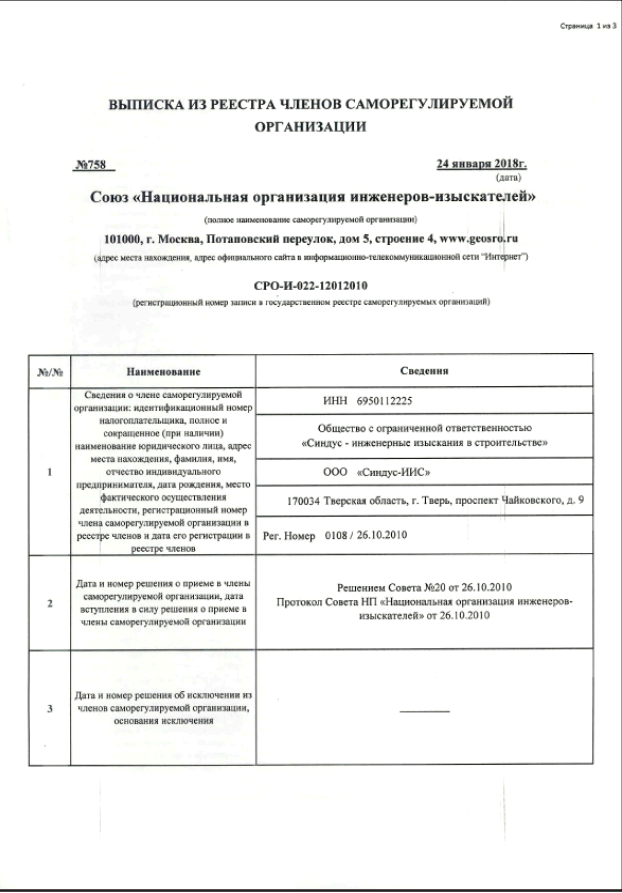 Страница 1 из 3
ВЫПИСКА ИЗ РЕЕСТРА ЧЛЕНОВ САМОРЕГУЛИРУЕМОЙ
ОРГАНИЗАЦИИ
№758
24 января 2018г.
(дата)
Союз «Национальная организация инженеров-изыскателей»
(полное наименование саморегулируемой организации)
101000, г. Москва, Потаповский переулок, дом 5, строение 4, www.geosro.ru
(адрес места нахождения, адрес официального сайта в информационно-телекоммуникационной сети "Интернет")
СРО-И-022-12012010
(регистрационный номер записи в государственном реестре саморегулируемых организаций)
№/№
Наименование
Сведения
1
Сведения о члене саморегулируемой
организации: идентификационный номер
налогоплательщика, полное и
сокращенное (при наличии)
наименование юридического лица, адрес
места нахождения, фамилия, имя,
отчество индивидуального
предпринимателя, дата рождения, место
фактического осуществления
деятельности, регистрационный номер
члена саморегулируемой организации в
реестре членов и дата его регистрации в
реестре членов
ИНН 6950112225
Общество с ограниченной ответственностью
«Синдус - инженерные изыскания в строительстве»
ООО «Синдус-ИИС»
170034 Тверская область, г. Тверь, проспект Чайковского, д. 9
Рег. Номер 0108 / 26.10.2010
2
Дата и номер решения о приеме в члены
саморегулируемой организации, дата
вступления в силу решения о приеме в
члены саморегулируемой организации
Решением Совета №20 от 26.10.2010
Протокол Совета НП «Национальная организация инженеров-
изыскателей» от 26.10.2010
3
Дата и номер решения об исключении из
членов саморегулируемой организации,
основания исключения